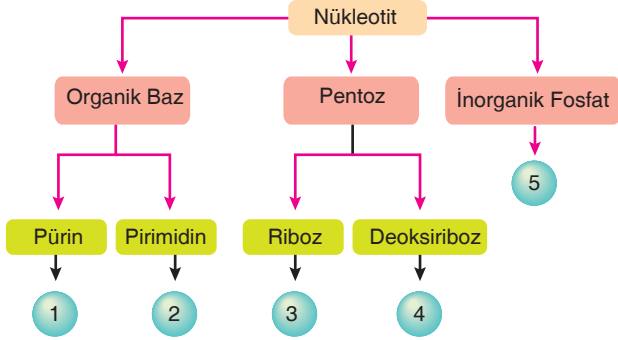 Nükleotit
Organik Baz
Pentoz
İnorganik Fosfat
5
Pürin
Pirimidin
Riboz
Deoksiriboz
1
2
3
4